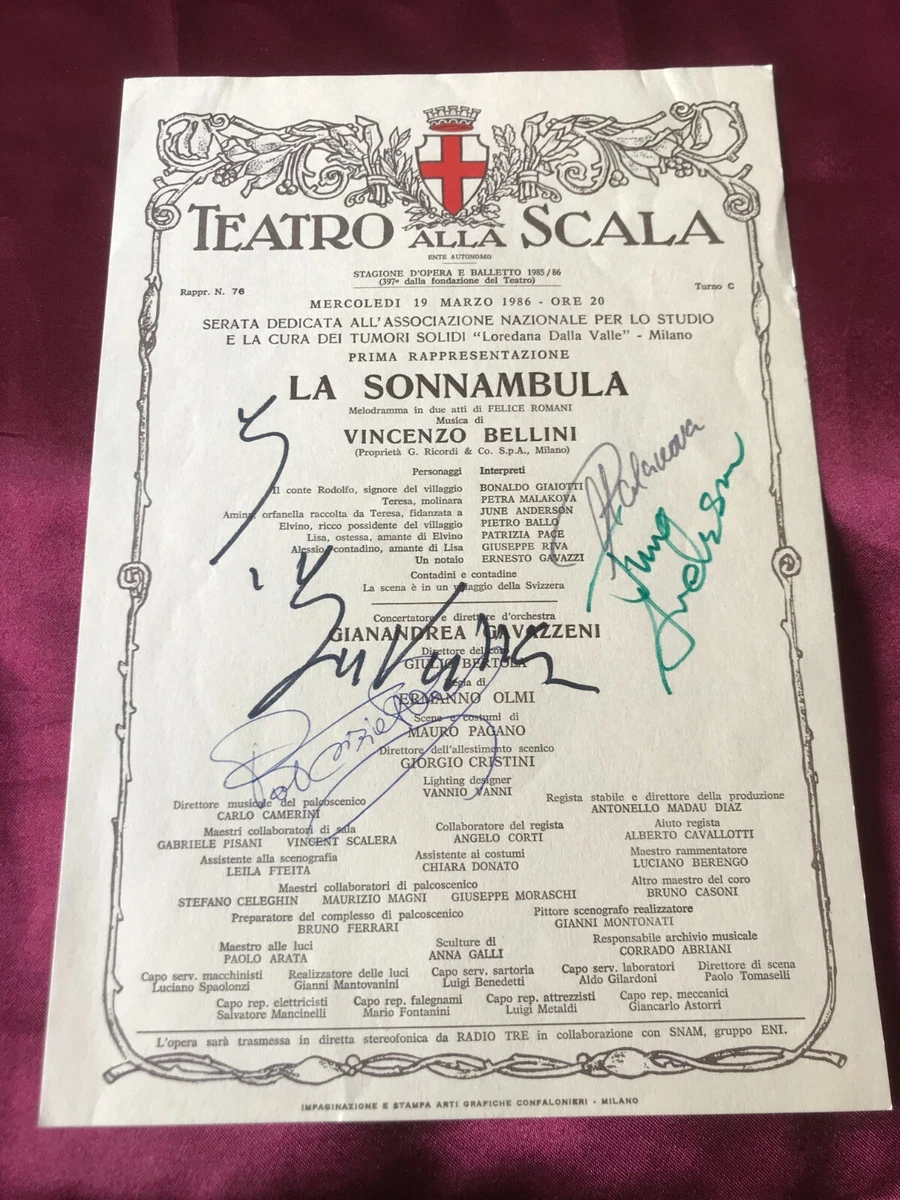 TEATRO ALLA SCALA
ENTE AUTONOMO
STAGIONE D'OPERA E BALLETTO 1985/86
(397º dalla fondazione del Teatro)
Rappr. N. 76
Turno C
MERCOLEDI 19 MARZO 1986 - ORE 20
SERATA DEDICATA ALL'ASSOCIAZIONE NAZIONALE PER LO STUDIO
E LA CURA DEI TUMORI SOLIDI "Loredana Dalla Valle" - Milano
PRIMA RAPPRESENTAZIONE
LA SONNAMBULA
Melodramma in due atti di FELICE ROMANI
Musica di
VINCENZO BELLINI
(Proprietà G. Ricordi & Co. S.p.A., Milano)
Personaggi Interpreti
Il conte Rodolfo, signore del villaggio BONALDO GIAIOTTI
Teresa, molinara PETRA MALAKOVA
Amina, orfanella raccolta da Teresa, fidanzata a JUNE ANDERSON
Elvino, ricco possidente del villaggio PIETRO BALLO
Lisa, ostessa, amante di Elvino PATRIZIA PACE
Alessio, contadino, amante di Lisa GIUSEPPE RIVA
Un notaio ERNESTO GAVAZZI
Contadini e contadine
La scena è in un villaggio della Svizzera
P. Malakova
June Anderson
Concertatore e direttore d'orchestra
GIANANDREA GAVAZZENI
Direttore del coro
GIULIO BERTOLA
Regia di
ERMANNO OLMI
Scene e costumi di
MAURO PAGANO
Direttore dell'allestimento scenico
GIORGIO CRISTINI
Lighting designer
VANNIO VANNI
Patrizia Pace
Direttore musicale del palcoscenico
CARLO CAMERINI
Regista stabile e direttore della produzione
ANTONELLO MADAU DIAZ
Maestri collaboratori di sala
GABRIELE PISANI VINCENT SCALERA
Collaboratore del regista
ANGELO CORTI
Aiuto regista
ALBERTO CAVALLOTTI
Assistente alla scenografia
LEILA FTEITA
Assistente ai costumi
CHIARA DONATO
Maestro rammentatore
LUCIANO BERENGO
Maestri collaboratori di palcoscenico
STEFANO CELEGHIN MAURIZIO MAGNI GIUSEPPE MORASCHI
Altro maestro del coro
BRUNO CASONI
Preparatore del complesso di palcoscenico
BRUNO FERRARI
Pittore scenografo realizzatore
GIANNI MONTONATI
Maestro alle luci
PAOLO ARATA
Sculture di
ANNA GALLI
Responsabile archivio musicale
CORRADO ABRIANI
Capo serv. macchinisti
Luciano Spaolonzi
Realizzatore delle luci
Gianni Mantovanini
Capo serv. sartoria
Luigi Benedetti
Capo serv. laboratori
Aldo Gilardoni
Direttore di scena
Paolo Tomaselli
Capo rep. elettricisti
Salvatore Mancinelli
Capo rep. falegnami
Mario Fontanini
Capo rep. attrezzisti
Luigi Metaldi
Capo rep. meccanici
Giancarlo Astorri
L'opera sarà trasmessa in diretta stereofonica da RADIO TRE in collaborazione con SNAM, gruppo ENI.
IMPAGINAZIONE E STAMPA ARTI GRAFICHE CONFALONIERI - MILANO